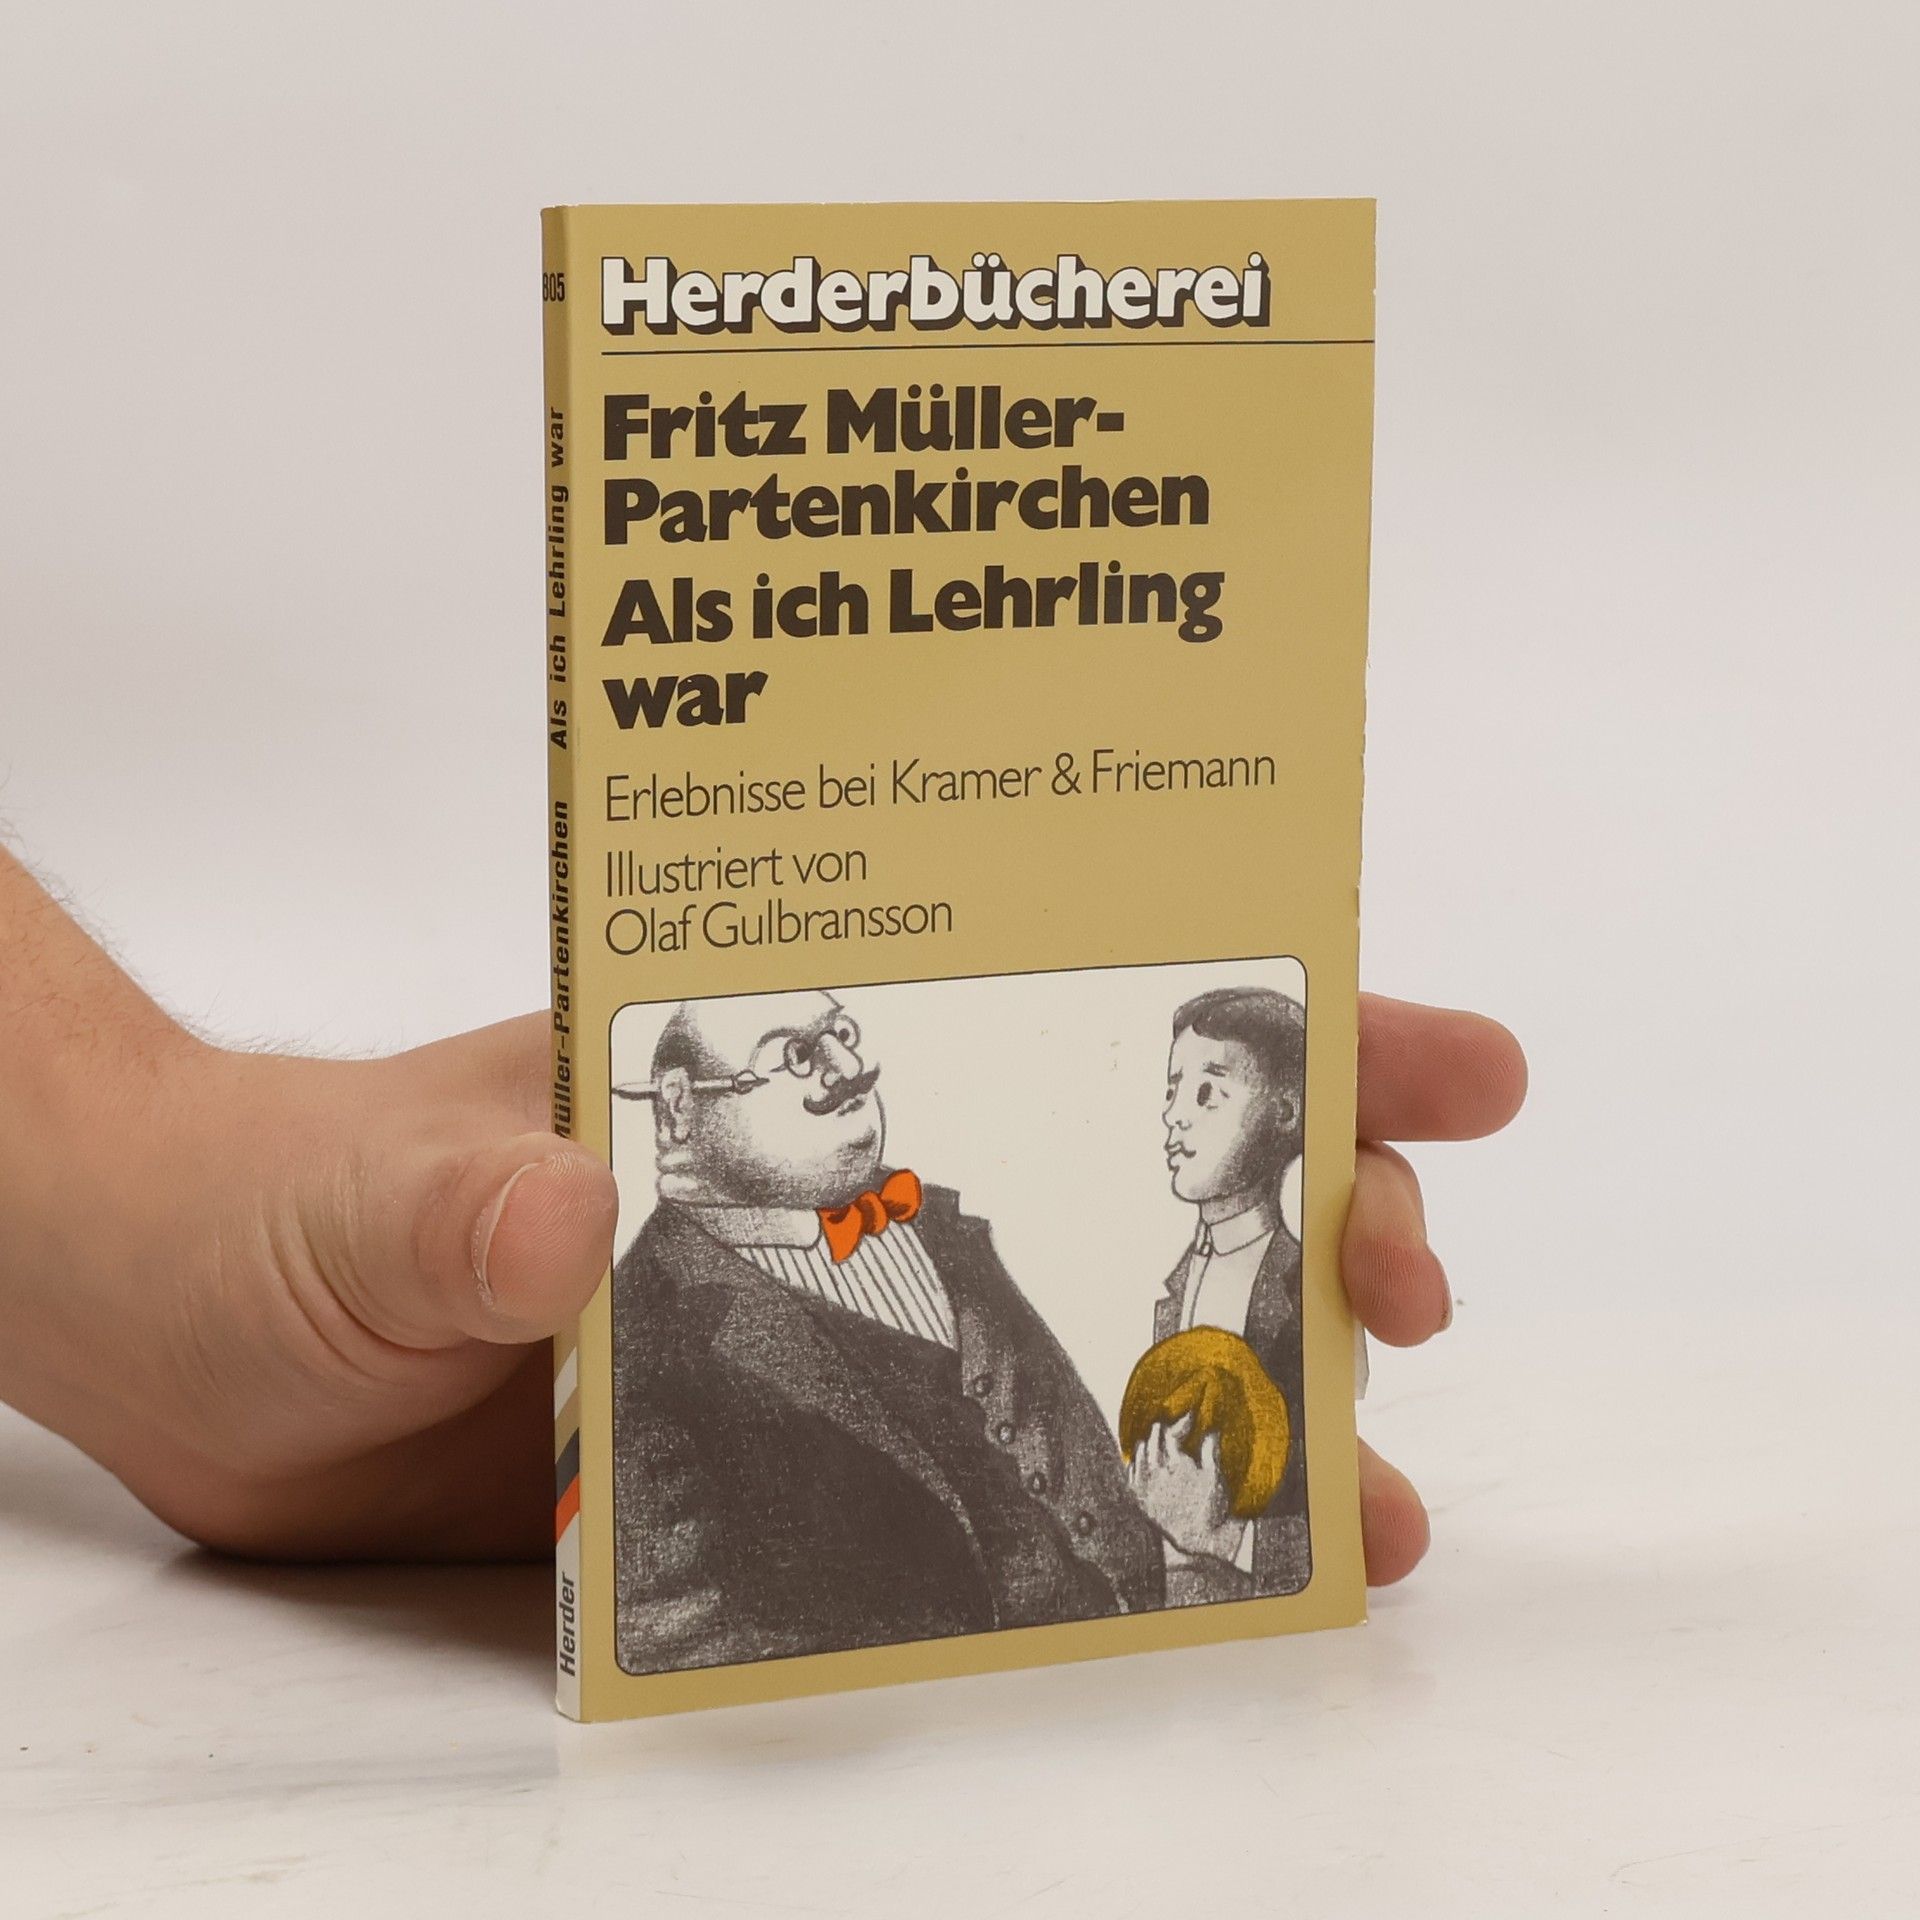 Herderbücherei
Fritz Müller-
Partenkirchen
Als ich Lehrling
war
Erlebnisse bei Kramer & Friemann
Illustriert von
Olaf Gulbransson
805
Müller-Partenkirchen Als ich Lehrling war
Herder